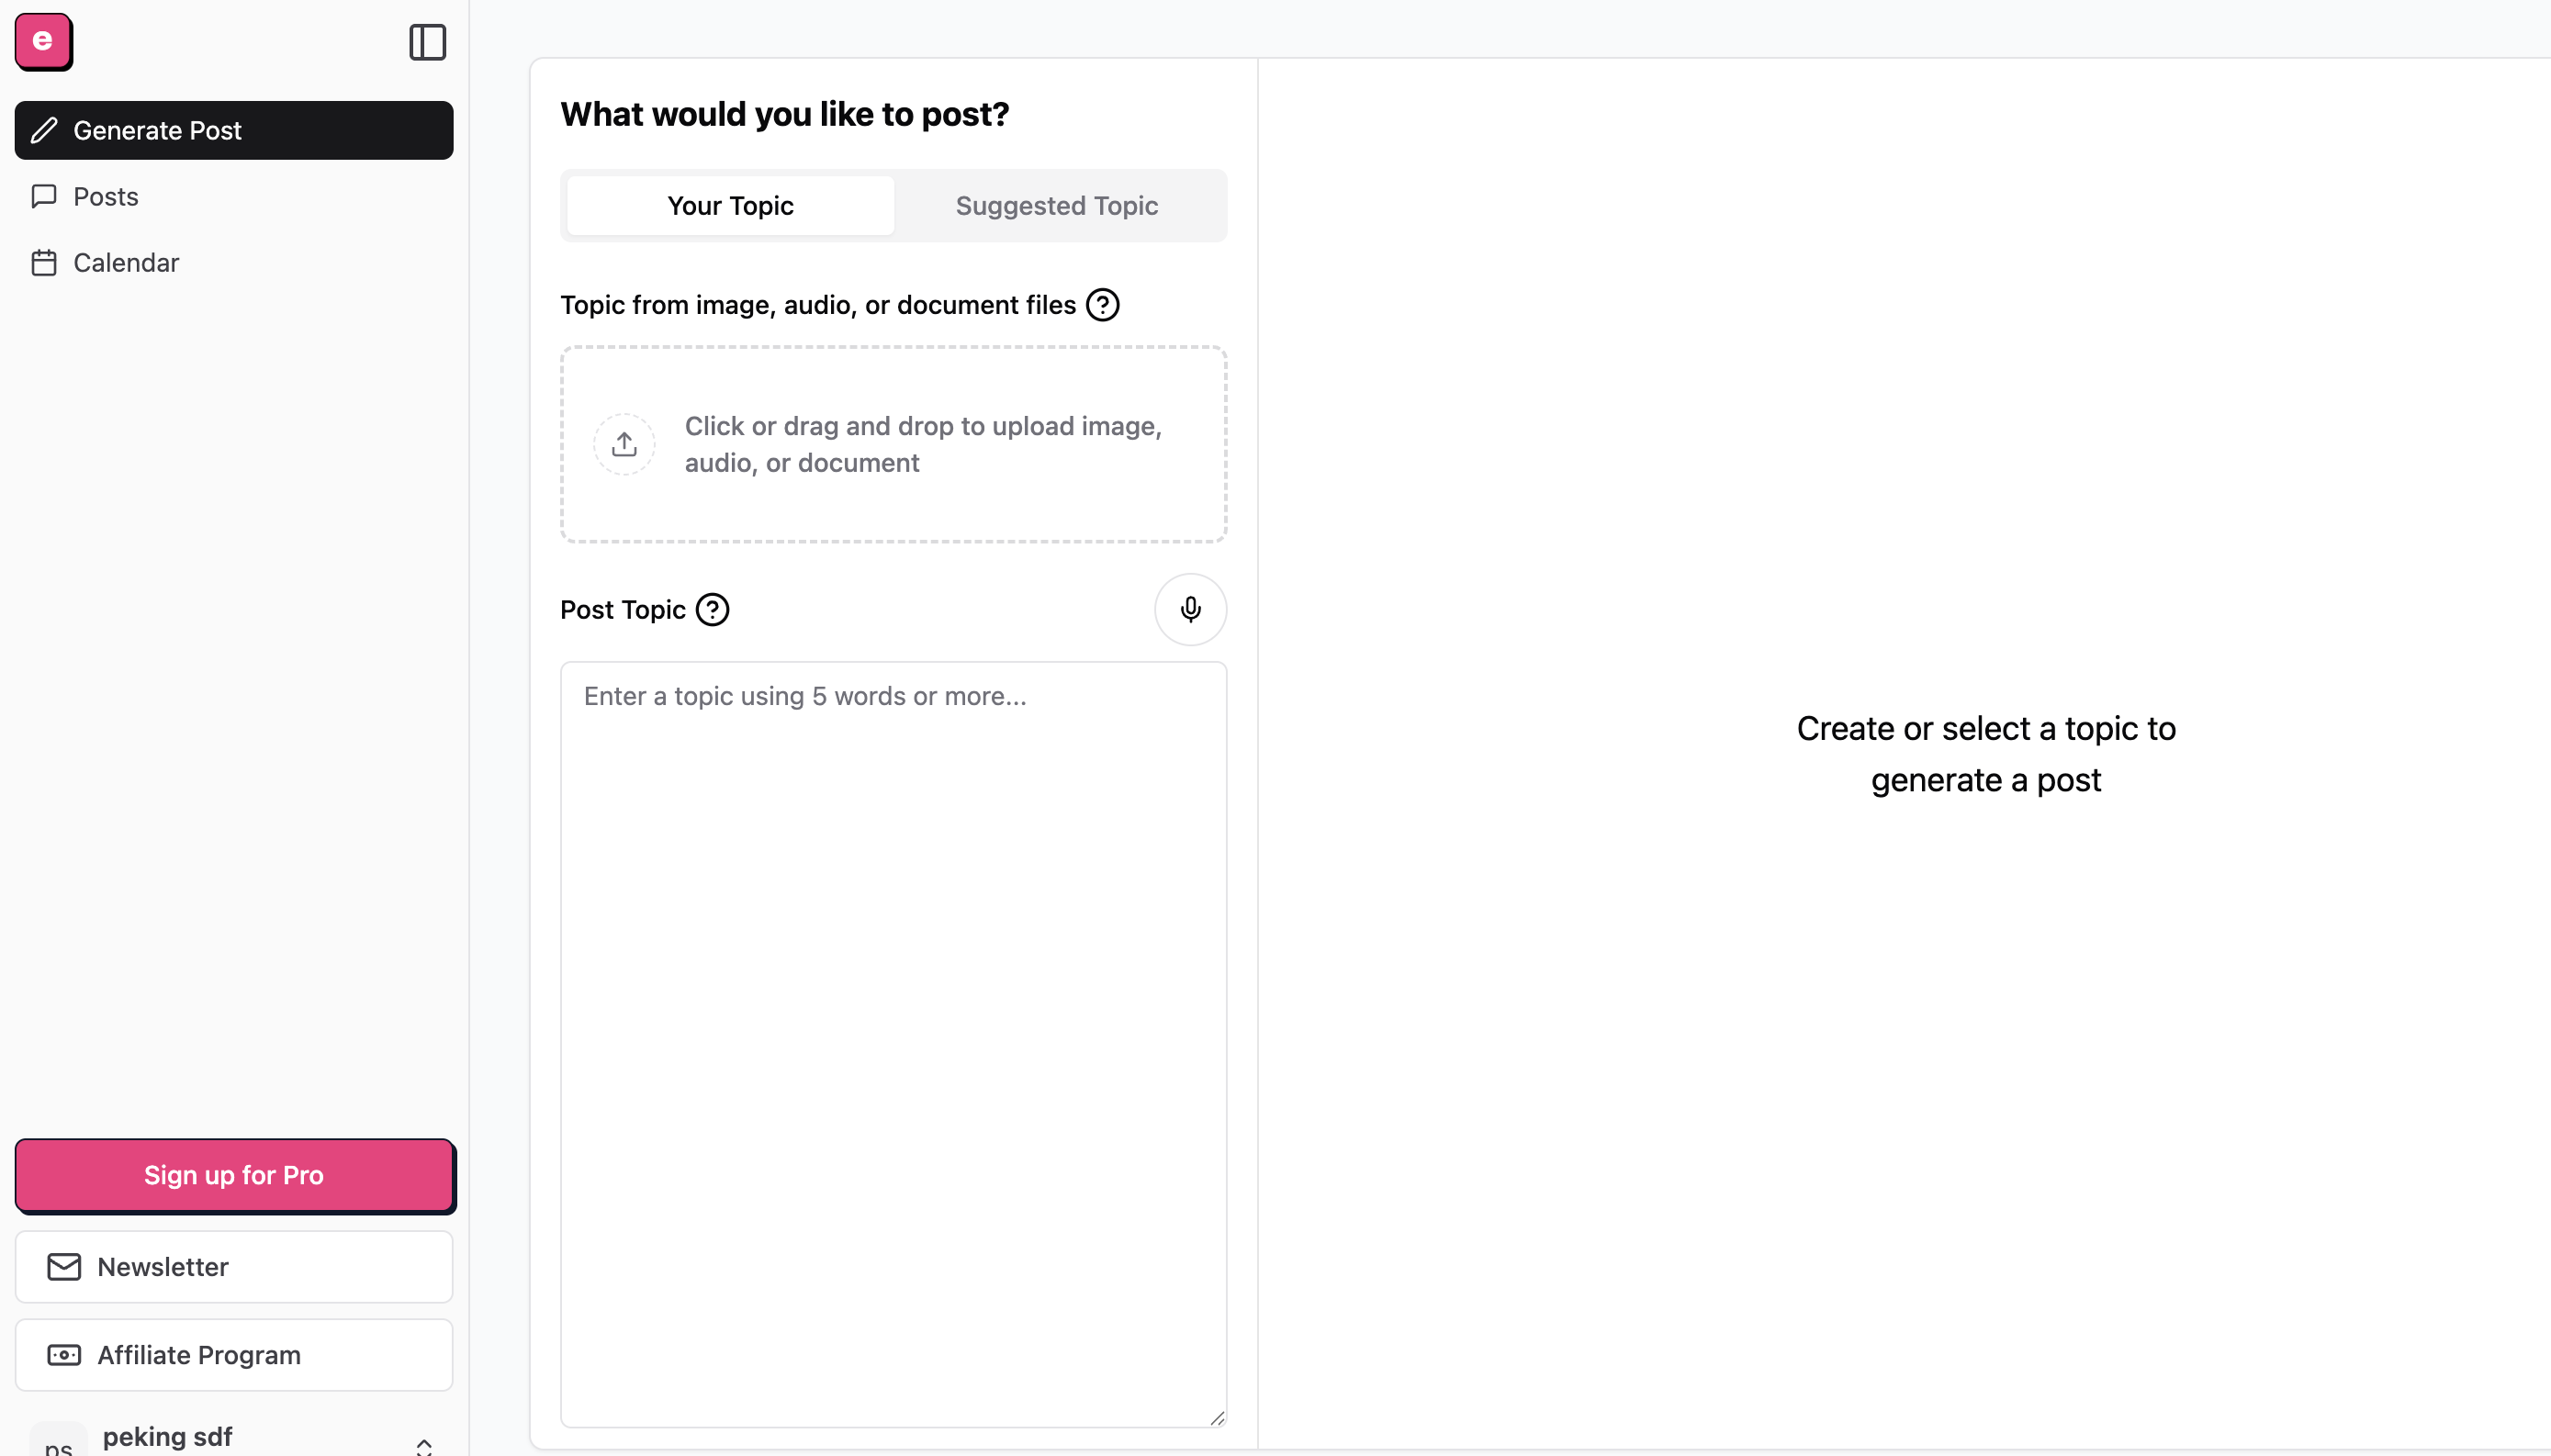 e
Generate Post
Posts
Calendar
What would you like to post?
Your Topic
Suggested Topic
Topic from image, audio, or document files ?
Click or drag and drop to upload image,
audio, or document
Post Topic ?
Enter a topic using 5 words or more...
Create or select a topic to
generate a post
Sign up for Pro
Newsletter
Affiliate Program
ps
peking sdf